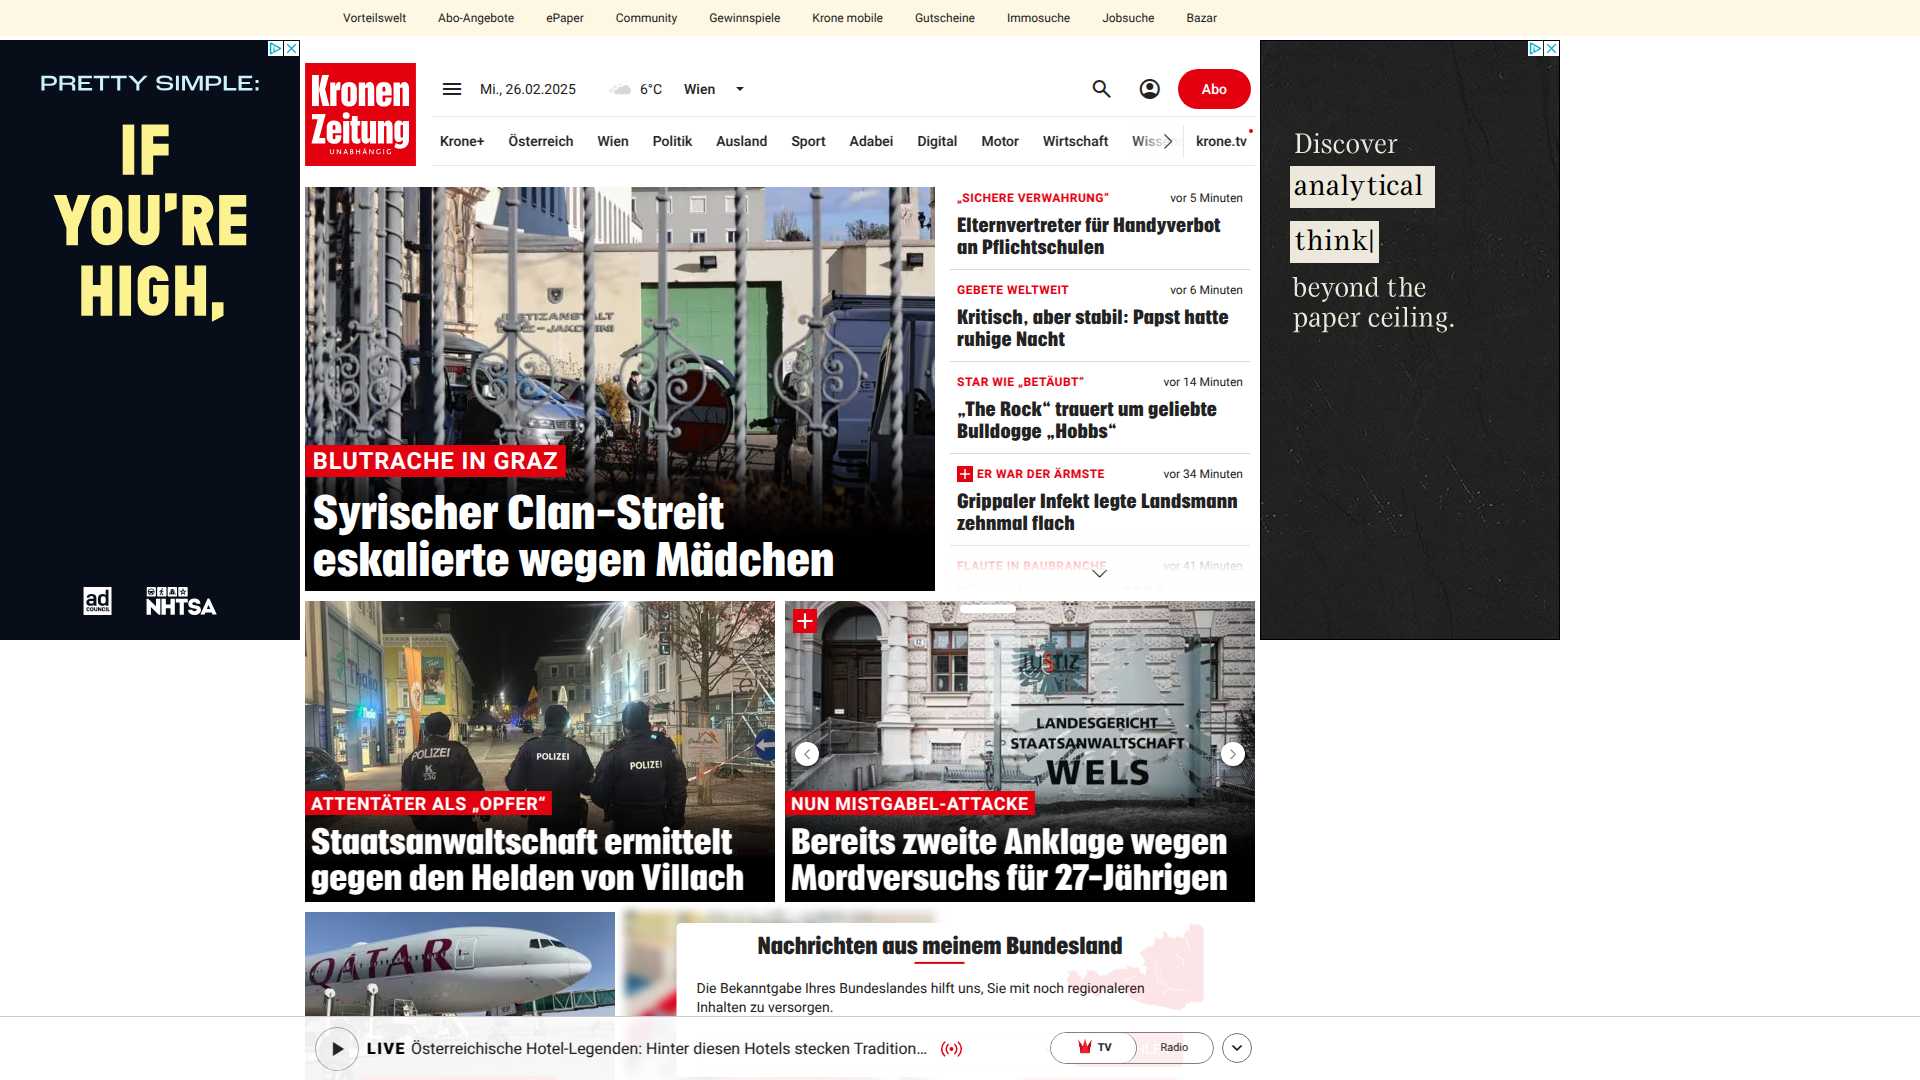 Vorteilswelt
Abo-Angebote
ePaper
Community
Gewinnspiele
Krone mobile
Gutscheine
Immosuche
Jobsuche
Bazar
PRETTY SIMPLE:
IF
YOU'RE
HIGH,
ad
COUNCIL
NHTSA
Kronen
Zeitung
UNABHÄNGIG
Mi., 26.02.2025
6°C
Wien
Abo
Krone+
Österreich
Wien
Politik
Ausland
Sport
Adabei
Digital
Motor
Wirtschaft
krone.tv
JUSTIZANSTALT
GRAZ-JAKOMINI
BLUTRACHE IN GRAZ
Syrischer Clan-Streit
eskalierte wegen Mädchen
„SICHERE VERWAHRUNG“
vor 5 Minuten
Elternvertreter für Handyverbot
an Pflichtschulen
GEBETE WELTWEIT
vor 6 Minuten
Kritisch, aber stabil: Papst hatte
ruhige Nacht
STAR WIE „BETÄUBT“
vor 14 Minuten
„The Rock“ trauert um geliebte
Bulldogge „Hobbs“
ER WAR DER ÄRMSTE
vor 34 Minuten
Grippaler Infekt legte Landsmann
zehnmal flach
FLAUTE IN BAUBRANCHE
vor 41 Minuten
Discover
analytical
think
beyond the
paper ceiling.
Thalia
POLIZEI
POLIZEI
POLIZEI
ATTENTÄTER ALS „OPFER“
Staatsanwaltschaft ermittelt
gegen den Helden von Villach
JUSTIZ
LANDESGERICHT
STAATSANWALTSCHAFT
WELS
NUN MISTGABEL-ATTACKE
Bereits zweite Anklage wegen
Mordversuchs für 27-Jährigen
QATAR
Nachrichten aus meinem Bundesland
Die Bekanntgabe Ihres Bundeslandes hilft uns, Sie mit noch regionaleren
Inhalten zu versorgen.
LIVE Österreichische Hotel-Legenden: Hinter diesen Hotels stecken Tradition...
TV
Radio